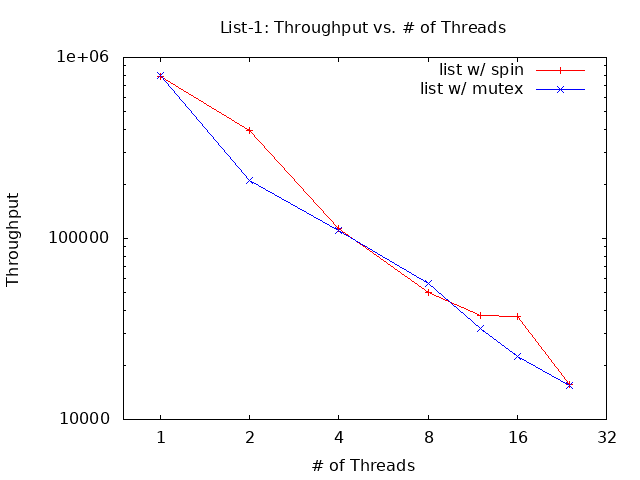 List-1: Throughput vs. # of Threads
1e+06
list w/ spin
list w/ mutex
100000
Throughput
10000
1 2 4 8 16 32
# of Threads